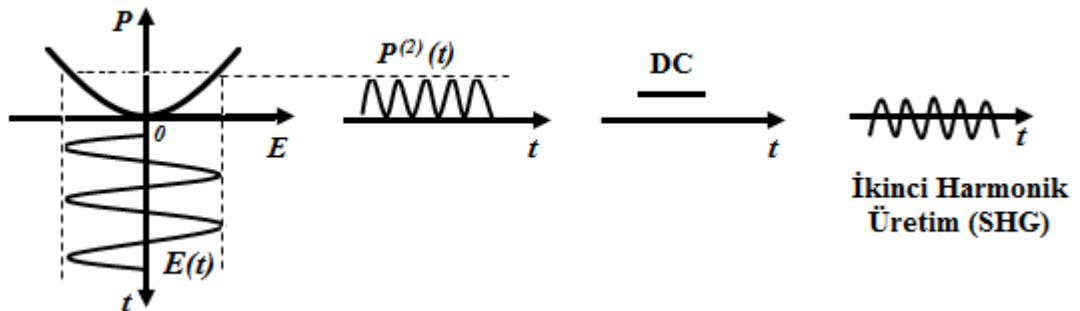 P
0
E
E(t)
t
P⁽²⁾(t)
t
DC
t
t
İkinci Harmonik
Üretim (SHG)